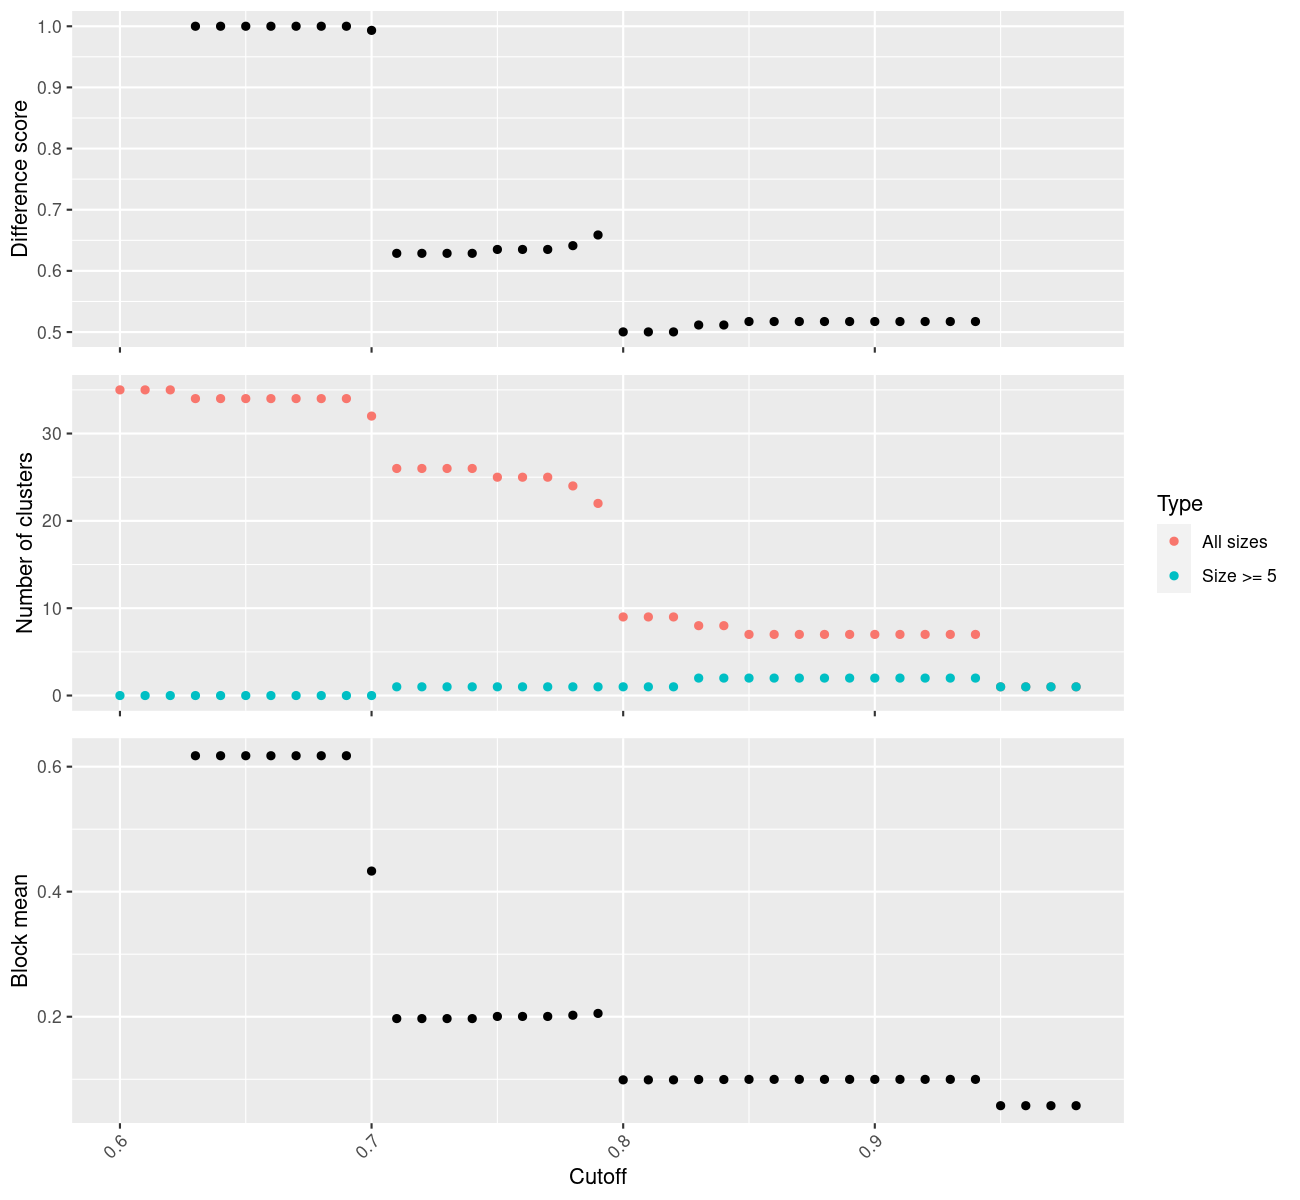 Difference score
1.0
0.9
0.8
0.7
0.6
0.5
Number of clusters
30
20
10
0
Type
All sizes
Size >= 5
Block mean
0.6
0.4
0.2
0.6
0.7
0.8
0.9
Cutoff